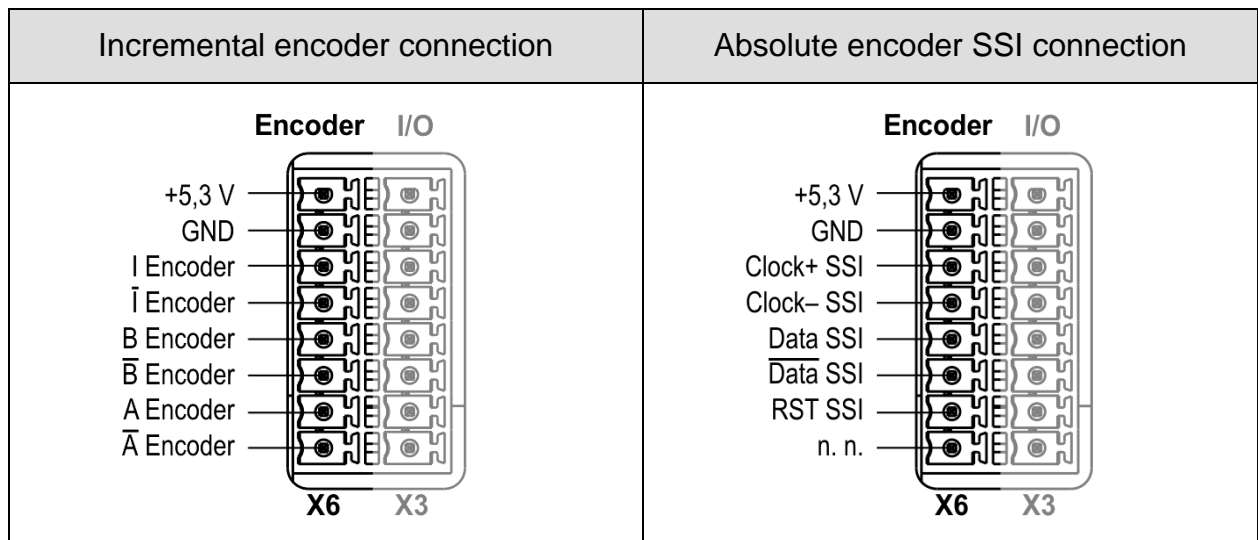 Incremental encoder connection
Absolute encoder SSI connection
Encoder I/O
+5,3 V
GND
I Encoder
Ī Encoder
B Encoder
B̅ Encoder
A Encoder
A̅ Encoder
X6 X3
Encoder I/O
+5,3 V
GND
Clock+ SSI
Clock– SSI
Data SSI
D̅a̅t̅a̅ SSI
RST SSI
n. n.
X6 X3